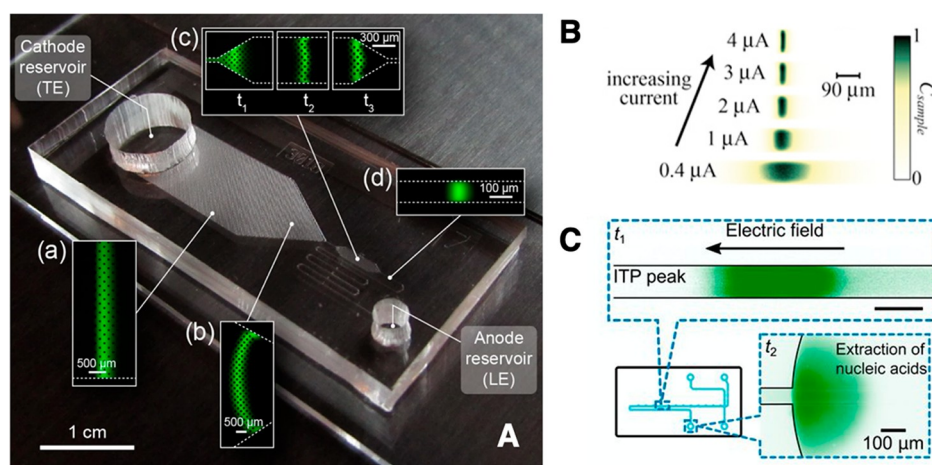 (c)
300 µm
t1
t2
t3
Cathode
reservoir
(TE)
(d)
100 µm
(a)
500 µm
(b)
500 µm
Anode
reservoir
(LE)
1 cm
A
B
4 µA
3 µA
2 µA
1 µA
0.4 µA
increasing
current
90 µm
1
Csample
0
C
t1
Electric field
ITP peak
t2
Extraction of
nucleic acids
100 µm